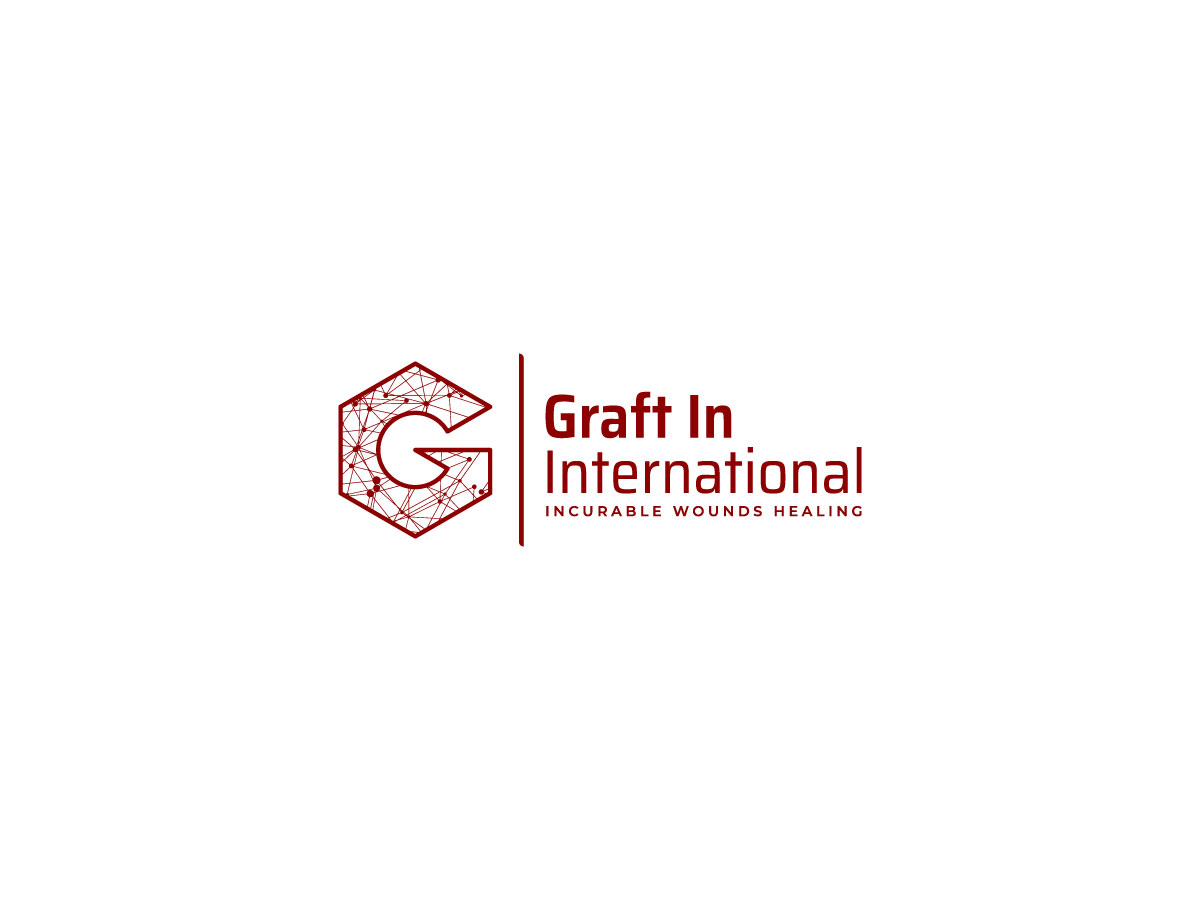 Graft In
International
INCURABLE WOUNDS HEALING